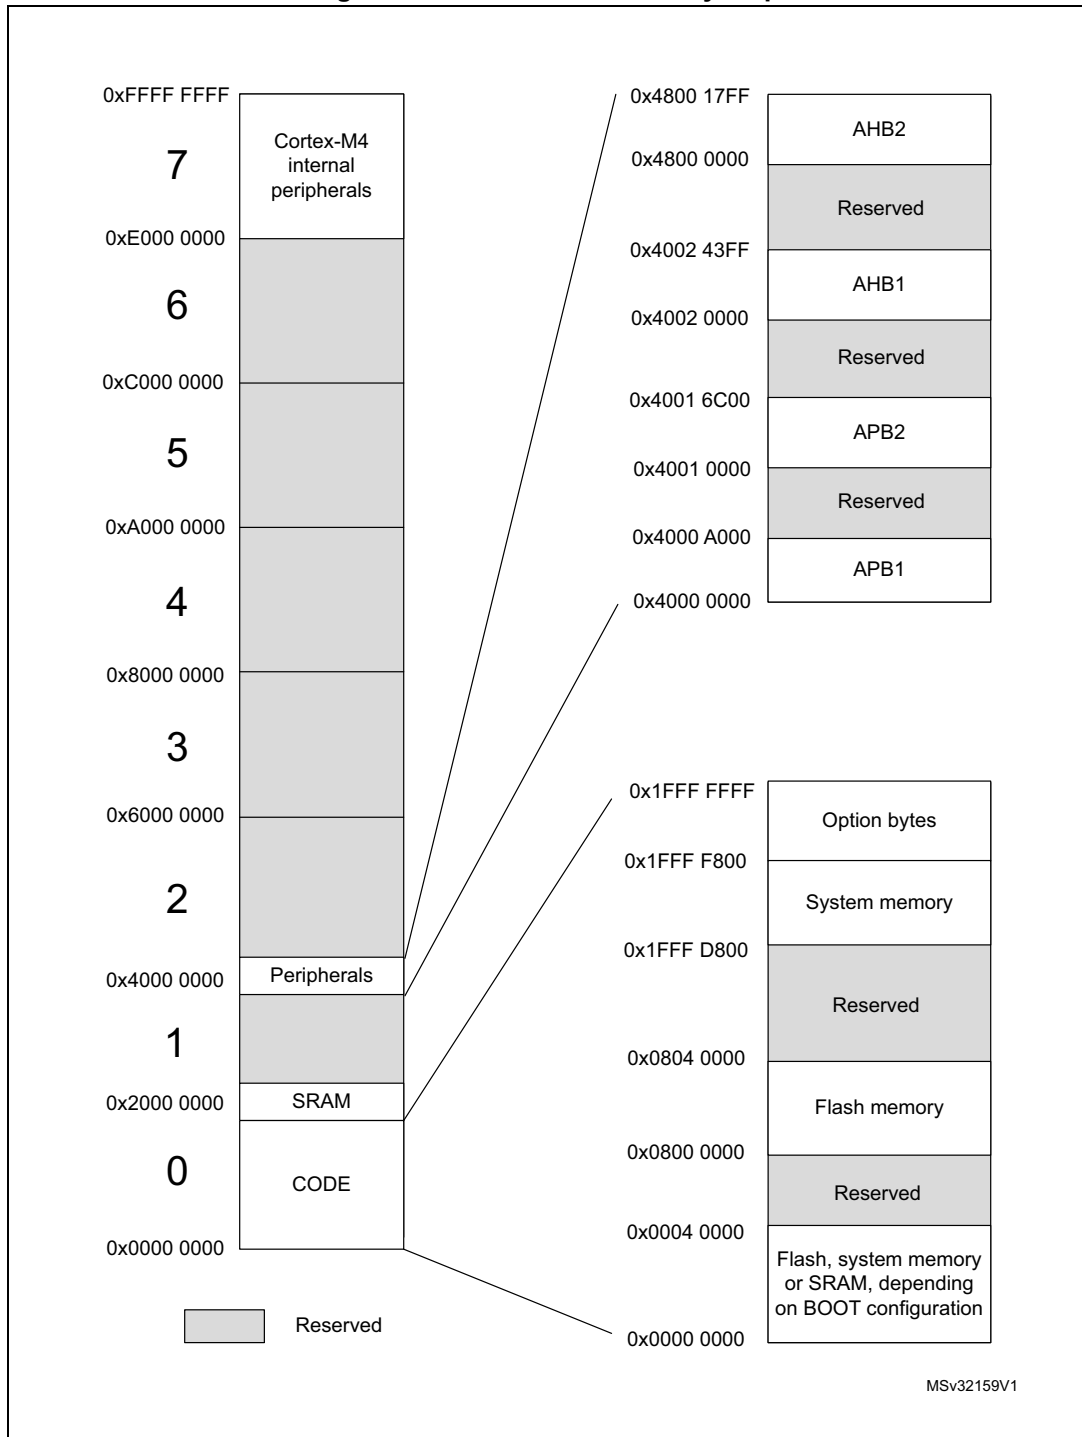 0xFFFF FFFF
7
Cortex-M4
internal
peripherals
0xE000 0000
6
0xC000 0000
5
0xA000 0000
4
0x8000 0000
3
0x6000 0000
2
0x4000 0000
Peripherals
1
0x2000 0000
SRAM
0
CODE
0x0000 0000
Reserved
0x4800 17FF
AHB2
0x4800 0000
Reserved
0x4002 43FF
AHB1
0x4002 0000
Reserved
0x4001 6C00
APB2
0x4001 0000
Reserved
0x4000 A000
APB1
0x4000 0000
0x1FFF FFFF
Option bytes
0x1FFF F800
System memory
0x1FFF D800
Reserved
0x0804 0000
Flash memory
0x0800 0000
Reserved
0x0004 0000
Flash, system memory
or SRAM, depending
on BOOT configuration
0x0000 0000
MSv32159V1